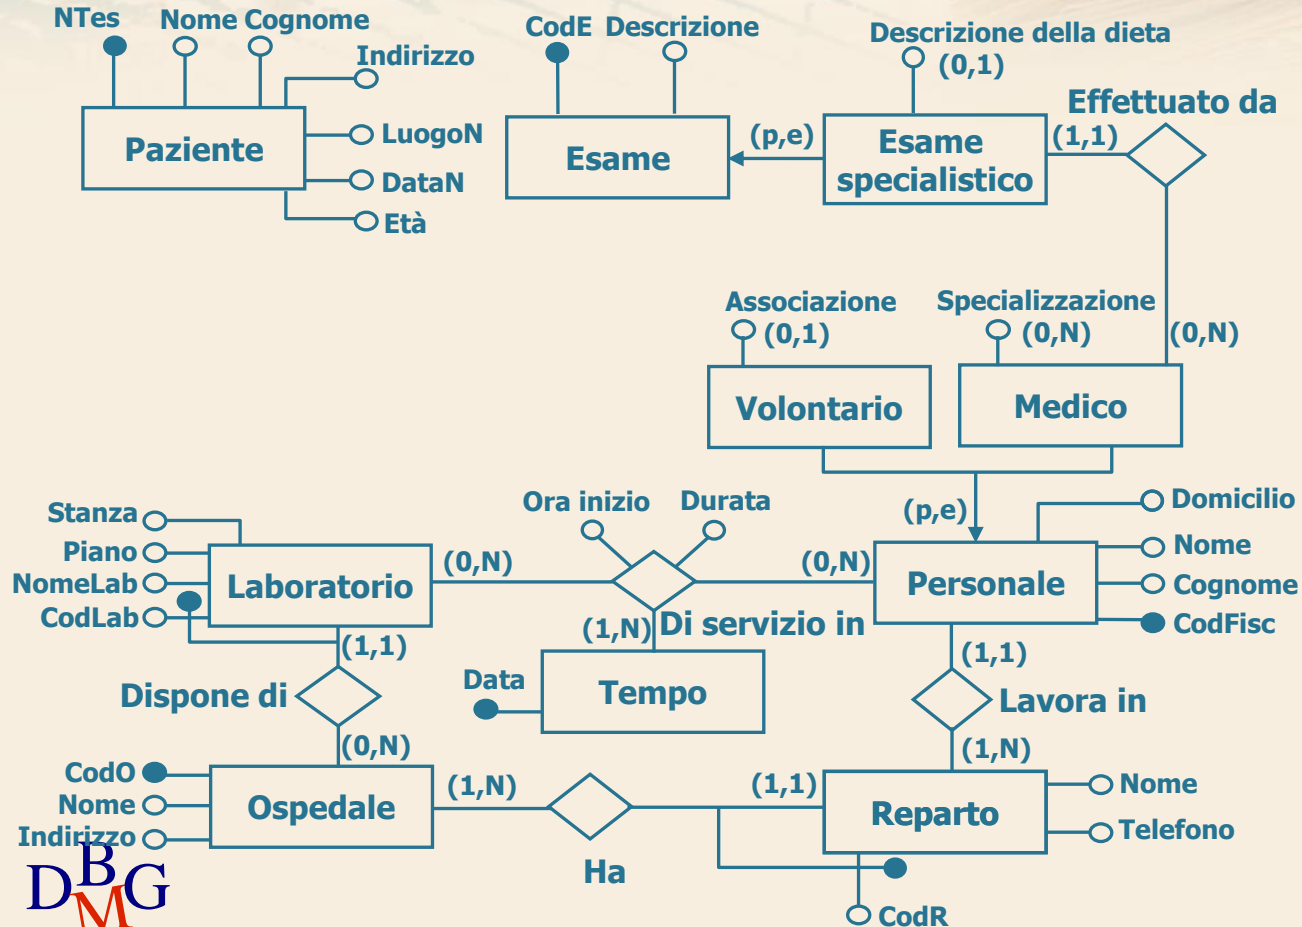 NTes
Nome Cognome
Indirizzo
LuogoN
DataN
Età
Paziente
CodE Descrizione
Esame
(p,e)
Descrizione della dieta
(0,1)
Esame
specialistico
Effettuato da
(1,1)
(0,N)
Associazione
(0,1)
Volontario
Specializzazione
(0,N)
Medico
(p,e)
Domicilio
Nome
Cognome
CodFisc
Personale
Stanza
Piano
NomeLab
CodLab
Laboratorio
(0,N)
Ora inizio
Durata
(0,N)
Di servizio in
(1,N)
Data
Tempo
(1,1)
Dispone di
(0,N)
(1,1)
Lavora in
(1,N)
CodO
Nome
Indirizzo
Ospedale
(1,N)
Ha
(1,1)
Reparto
Nome
Telefono
CodR
DBMG